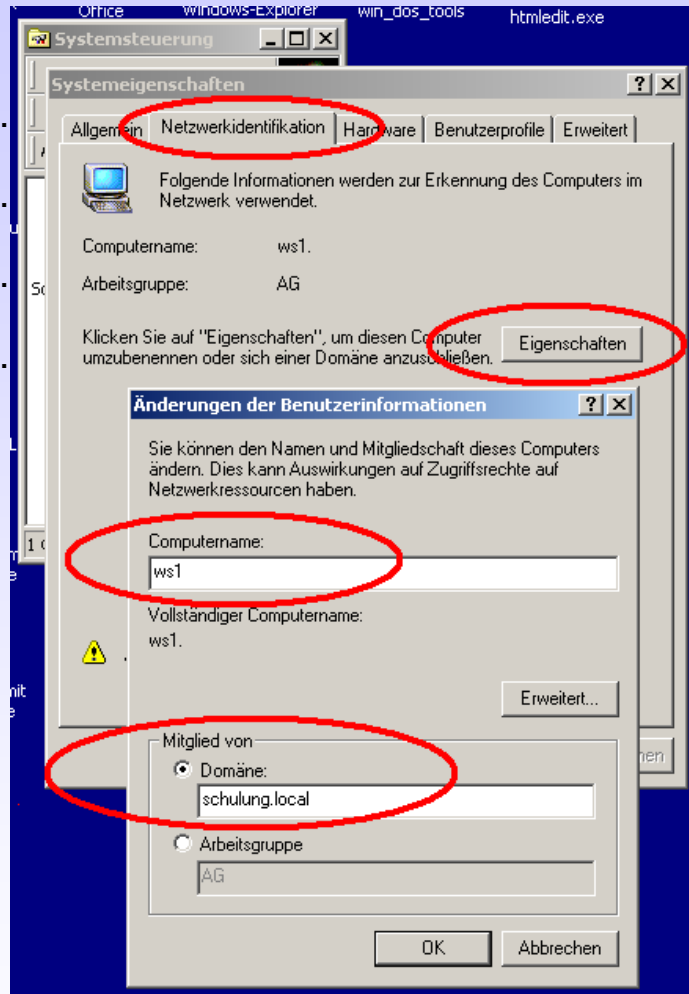 Office
Windows-Explorer
win_dos_tools
htmledit.exe
Systemsteuerung
Systemeigenschaften
Allgemein
Netzwerkidentifikation
Hardware
Benutzerprofile
Erweitert
Folgende Informationen werden zur Erkennung des Computers im
Netzwerk verwendet.
Computername:
ws1.
Arbeitsgruppe:
AG
Klicken Sie auf "Eigenschaften", um diesen Computer
umzubenennen oder sich einer Domäne anzuschließen.
Eigenschaften
Änderungen der Benutzerinformationen
Sie können den Namen und Mitgliedschaft dieses Computers
ändern. Dies kann Auswirkungen auf Zugriffsrechte auf
Netzwerkressourcen haben.
Computername:
ws1
Vollständiger Computername:
ws1.
Erweitert...
Mitglied von
Domäne:
schulung.local
Arbeitsgruppe
AG
OK
Abbrechen